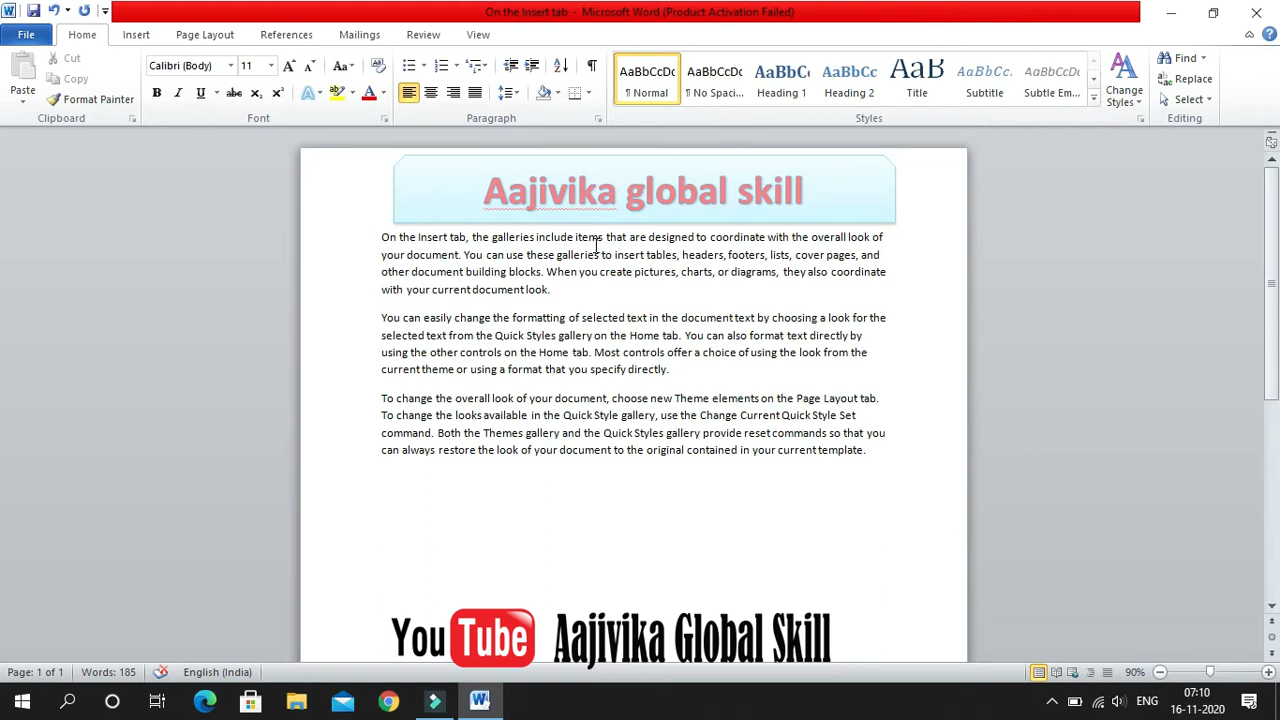 On the Insert tab - Microsoft Word (Product Activation Failed)
File Home Insert Page Layout References Mailings Review View
Paste Cut Copy Format Painter
Calibri (Body) 11 Aa
B I U abc X₂ X² A A
AaBbCcDc AaBbCcDc AaBbCc AaBbCc AaB AaBbCc. AaBbCcDc
¶ Normal ¶ No Spaci... Heading 1 Heading 2 Title Subtitle Subtle Em...
Change Styles
Find Replace Select
Clipboard Font Paragraph Styles Editing
Aajivika global skill
On the Insert tab, the galleries include items that are designed to coordinate with the overall look of
your document. You can use these galleries to insert tables, headers, footers, lists, cover pages, and
other document building blocks. When you create pictures, charts, or diagrams, they also coordinate
with your current document look.
You can easily change the formatting of selected text in the document text by choosing a look for the
selected text from the Quick Styles gallery on the Home tab. You can also format text directly by
using the other controls on the Home tab. Most controls offer a choice of using the look from the
current theme or using a format that you specify directly.
To change the overall look of your document, choose new Theme elements on the Page Layout tab.
To change the looks available in the Quick Style gallery, use the Change Current Quick Style Set
command. Both the Themes gallery and the Quick Styles gallery provide reset commands so that you
can always restore the look of your document to the original contained in your current template.
YouTube Aajivika Global Skill
Page: 1 of 1 Words: 185 English (India) 90%
ENG 07:10
16-11-2020